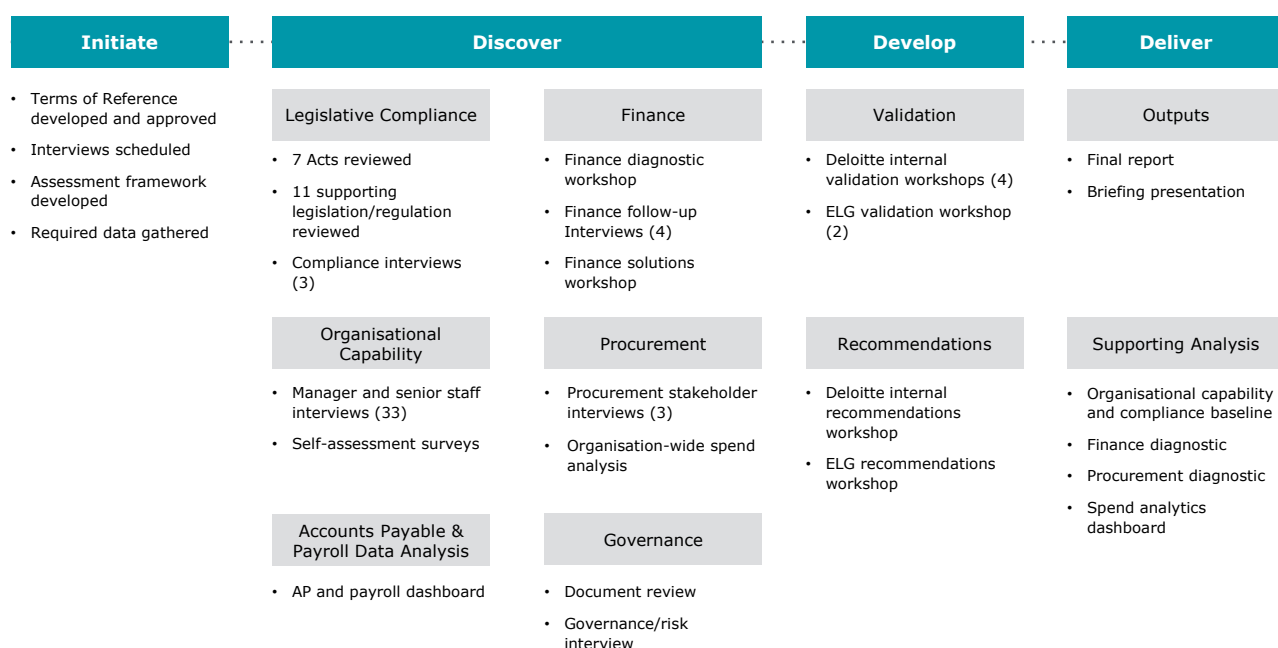 Initiate
Discover
Develop
Deliver
• Terms of Reference
developed and approved
• Interviews scheduled
• Assessment framework
developed
• Required data gathered
Legislative Compliance
• 7 Acts reviewed
• 11 supporting
legislation/regulation
reviewed
• Compliance interviews
(3)
Finance
• Finance diagnostic
workshop
• Finance follow-up
Interviews (4)
• Finance solutions
workshop
Validation
• Deloitte internal
validation workshops (4)
• ELG validation workshop
(2)
Outputs
• Final report
• Briefing presentation
Organisational
Capability
• Manager and senior staff
interviews (33)
• Self-assessment surveys
Procurement
• Procurement stakeholder
interviews (3)
• Organisation-wide spend
analysis
Recommendations
• Deloitte internal
recommendations
workshop
• ELG recommendations
workshop
Supporting Analysis
• Organisational capability
and compliance baseline
• Finance diagnostic
• Procurement diagnostic
• Spend analytics
dashboard
Accounts Payable &
Payroll Data Analysis
• AP and payroll dashboard
Governance
• Document review
• Governance/risk
interview